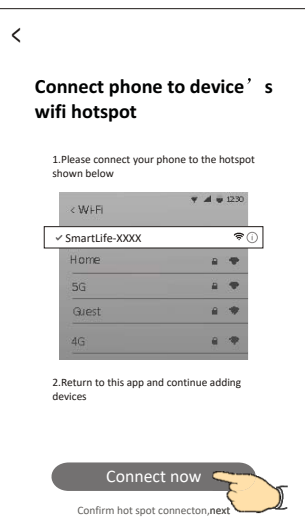 Connect phone to device’s
wifi hotspot
1.Please connect your phone to the hotspot
shown below
12:30
< Wi-Fi
✓ SmartLife-XXXX
Home
5G
Guest
4G
2.Return to this app and continue adding
devices
Connect now
Confirm hot spot connecton,next